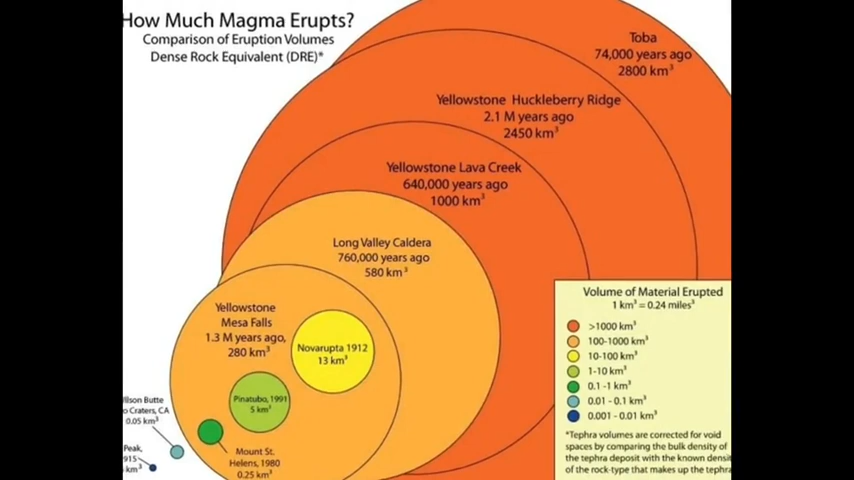 How Much Magma Erupts?
Comparison of Eruption Volumes
Dense Rock Equivalent (DRE)*
Toba
74,000 years ago
2800 km³
Yellowstone Huckleberry Ridge
2.1 M years ago
2450 km³
Yellowstone Lava Creek
640,000 years ago
1000 km³
Long Valley Caldera
760,000 years ago
580 km³
Yellowstone
Mesa Falls
1.3 M years ago,
280 km³
Novarupta 1912
13 km³
Pinatubo, 1991
5 km³
Mount St.
Helens, 1980
0.25 km³
Butte
Craters, CA
0.05 km³
Peak,
km³
Volume of Material Erupted
1 km³ = 0.24 miles³
>1000 km³
100-1000 km³
10-100 km³
1-10 km³
0.1 -1 km³
0.01 - 0.1 km³
0.001 - 0.01 km³
*Tephra volumes are corrected for void
spaces by comparing the bulk density of
the tephra deposit with the known
of the rock-type that makes up the tephra